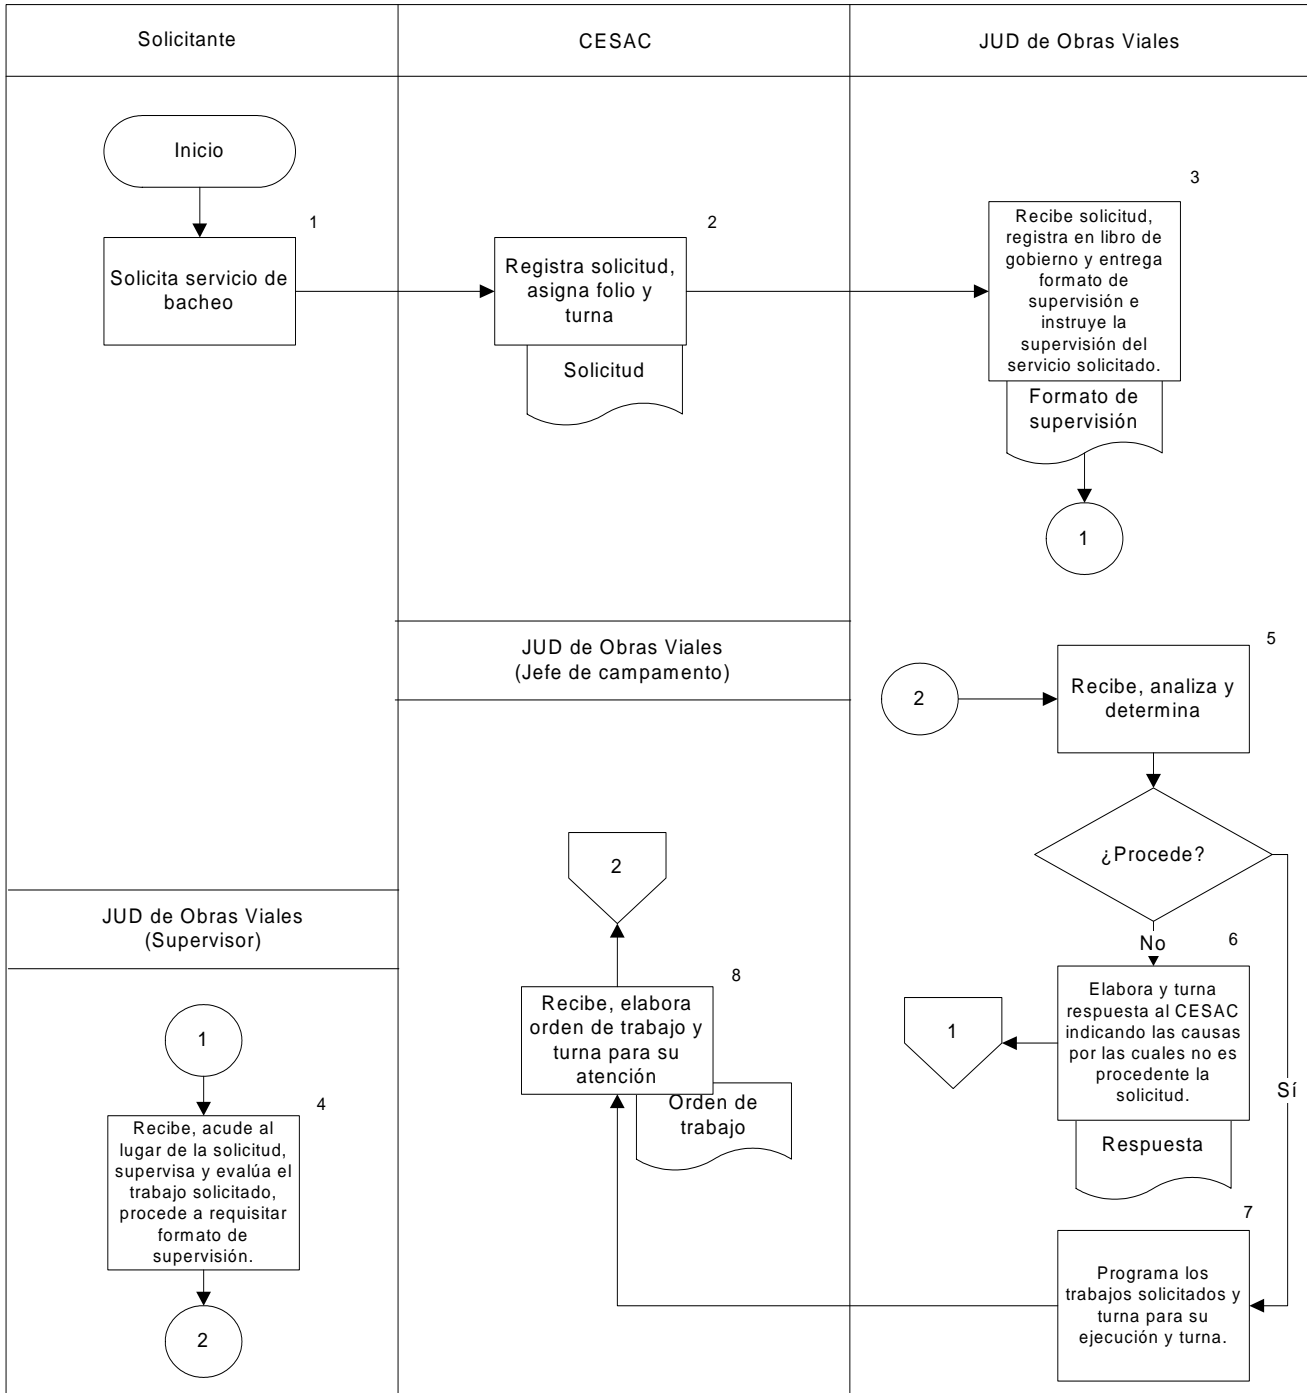 Solicitante
CESAC
JUD de Obras Viales
Inicio
1
Solicita servicio de
bacheo
2
Registra solicitud,
asigna folio y
turna
Solicitud
3
Recibe solicitud,
registra en libro de
gobierno y entrega
formato de
supervisión e
instruye la
supervisión del
servicio solicitado.
Formato de
supervisión
1
JUD de Obras Viales
(Jefe de campamento)
2
5
Recibe, analiza y
determina
¿Procede?
No
Sí
6
Elabora y turna
respuesta al CESAC
indicando las causas
por las cuales no es
procedente la
solicitud.
Respuesta
1
7
Programa los
trabajos solicitados y
turna para su
ejecución y turna.
2
8
Recibe, elabora
orden de trabajo y
turna para su
atención
Orden de
trabajo
JUD de Obras Viales
(Supervisor)
1
4
Recibe, acude al
lugar de la solicitud,
supervisa y evalúa el
trabajo solicitado,
procede a requisitar
formato de
supervisión.
2